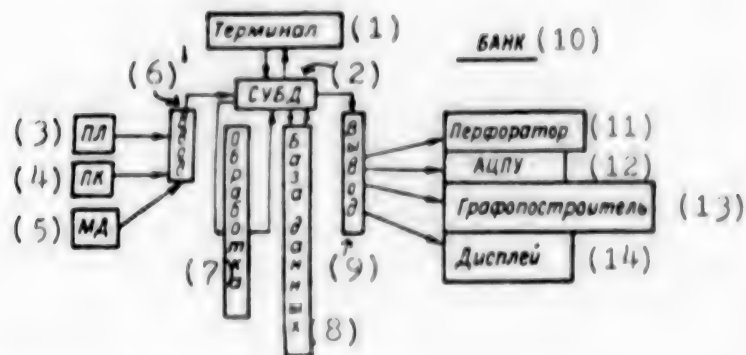 Терминал (1)
БАНК (10)
(6)
(2)
СУБД
(3) ПЛ
(4) ПК
(5) МД
Обработка
(7)
База данных
(8)
Вывод
(9)
Перфоратор (11)
АЦПУ (12)
Графопостроитель (13)
Дисплей (14)